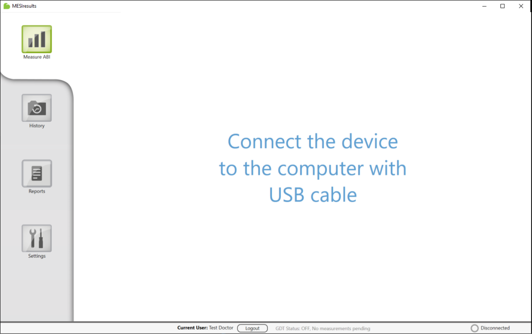 MESIresults
Measure ABI
History
Reports
Settings
Connect the device
to the computer with
USB cable
Current User: Test Doctor
Logout
GDT Status: OFF, No measurements pending
Disconnected